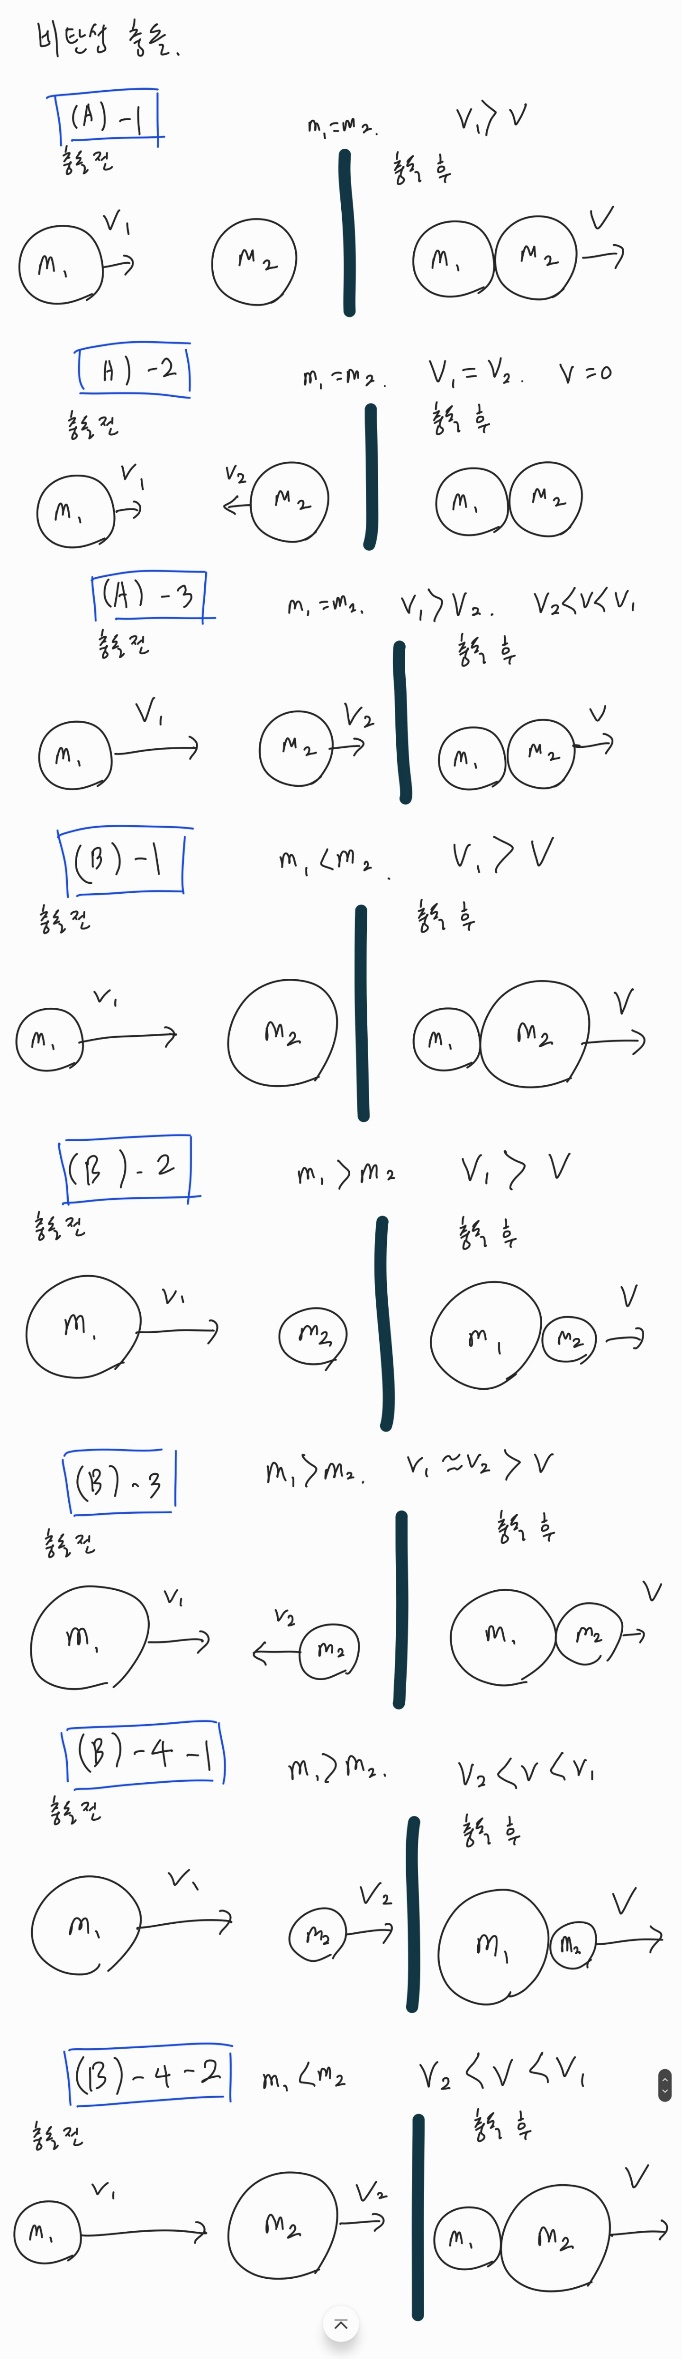 비탄성 충돌.
(A) -1
m₁=m₂. V₁> V
충돌 전 충돌 후
m₁ V₁ m₂ m₁ m₂ V
(A) -2
m₁=m₂. V₁= V₂. V=0
충돌 전 충돌 후
m₁ V₁ V₂ m₂ m₁ m₂
(A) -3
m₁=m₂. V₁> V₂. V₂<V<V₁
충돌 전 충돌 후
m₁ V₁ m₂ V₂ m₁ m₂ V
(B) -1
m₁ <m₂. V₁ > V
충돌 전 충돌 후
m₁ V₁ m₂ m₁ m₂ V
(B) - 2
m₁ > m₂ V₁ > V
충돌 전 충돌 후
m₁ V₁ m₂ m₁ m₂ V
(B) - 3
m₁ >m₂. V₁ ≈V₂ > V
충돌 전 충돌 후
m₁ V₁ V₂ m₂ m₁ m₂ V
(B) -4 -1
m₁> m₂. V₂ <V <V₁
충돌 전 충돌 후
m₁ V₁ m₂ V₂ m₁ m₂ V
(B) -4 -2
m₁ <m₂ V₂ <V <V₁
충돌 전 충돌 후
m₁ V₁ m₂ V₂ m₁ m₂ V